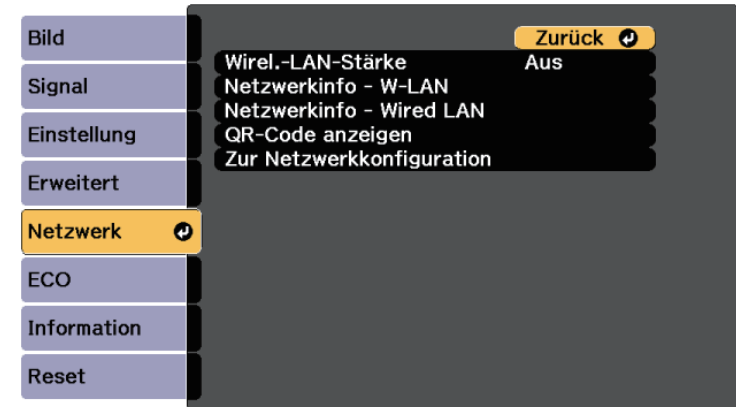 Bild
Signal
Einstellung
Erweitert
Netzwerk
ECO
Information
Reset
Zurück
Wirel.-LAN-Stärke Aus
Netzwerkinfo - W-LAN
Netzwerkinfo - Wired LAN
QR-Code anzeigen
Zur Netzwerkkonfiguration